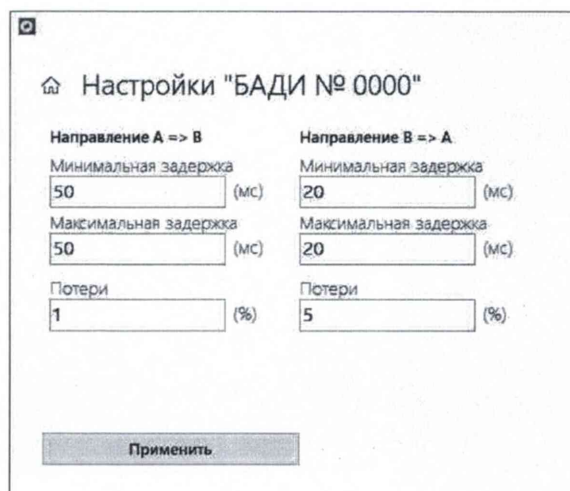 Настройки "БАДИ № 0000"
Направление A => B Направление B => A
Минимальная задержка Минимальная задержка
50 (мс) 20 (мс)
Максимальная задержка Максимальная задержка
50 (мс) 20 (мс)
Потери Потери
1 (%) 5 (%)
Применить